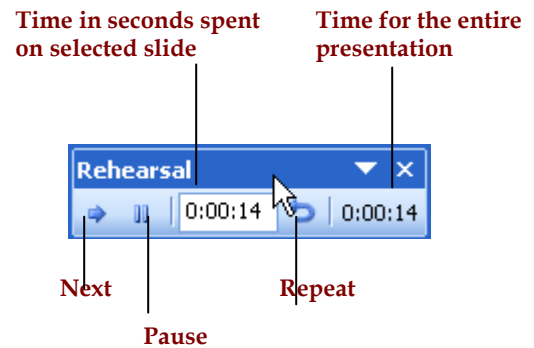 Time in seconds spent
on selected slide
Time for the entire
presentation
Rehearsal
0:00:14
0:00:14
Next
Repeat
Pause